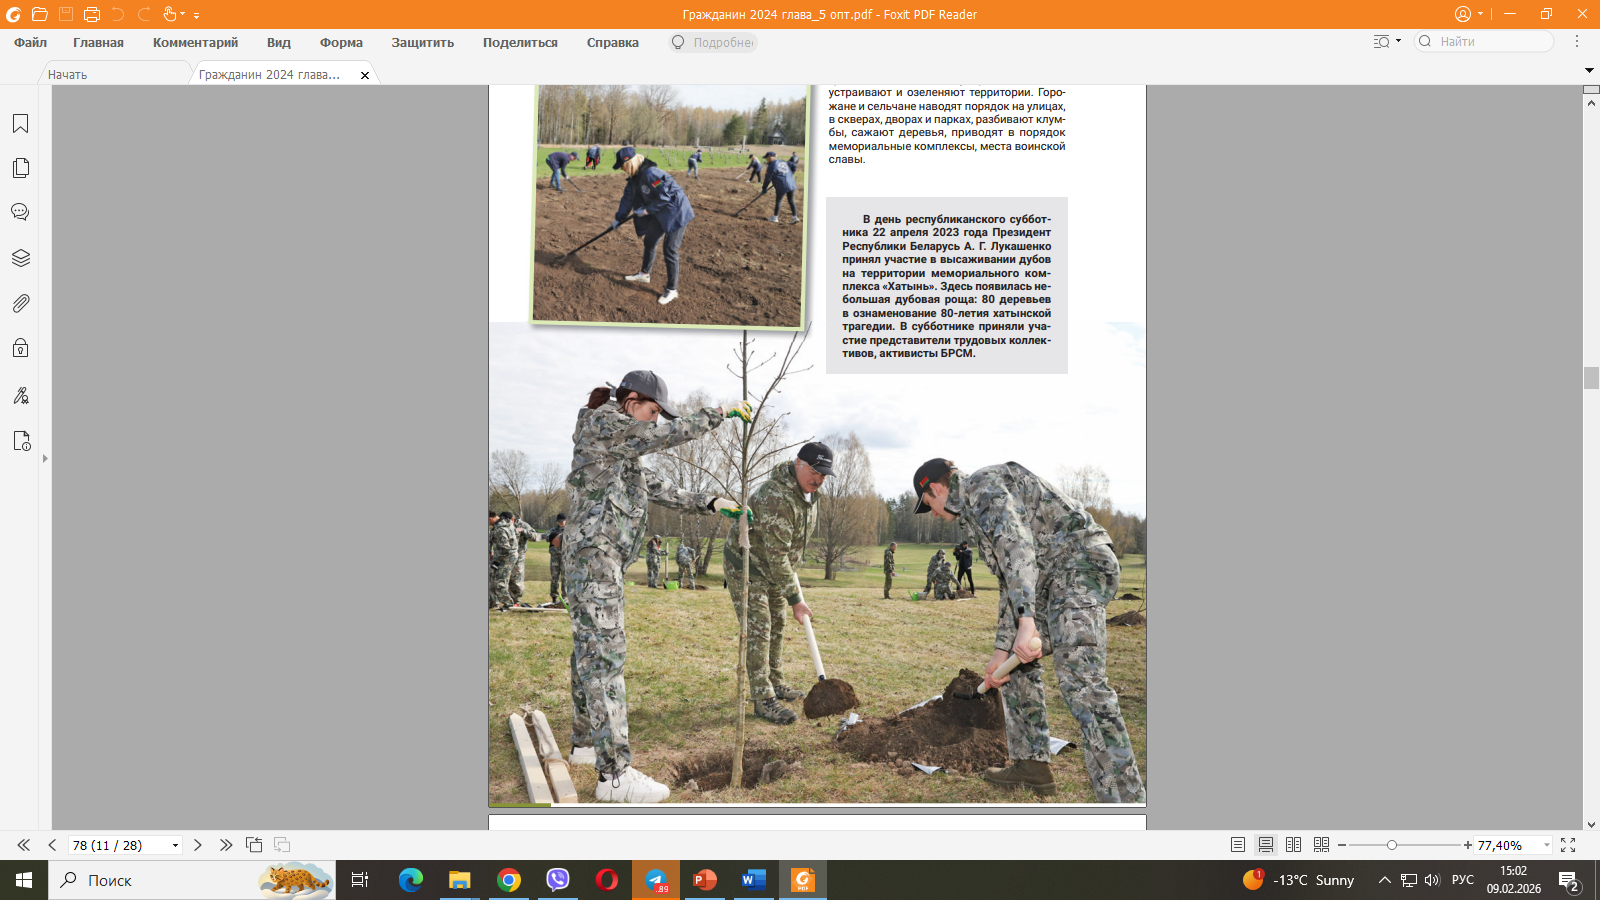 Гражданин 2024 глава_5 опт.pdf - Foxit PDF Reader
Файл Главная Комментарий Вид Форма Защитить Поделиться Справка Подробнее Найти
Начать Гражданин 2024 глава...
устраивают и озеленяют территории. Горо-
жане и сельчане наводят порядок на улицах,
в скверах, дворах и парках, разбивают клум-
бы, сажают деревья, приводят в порядок
мемориальные комплексы, места воинской
славы.
В день республиканского суббот-
ника 22 апреля 2023 года Президент
Республики Беларусь А. Г. Лукашенко
принял участие в высаживании дубов
на территории мемориального ком-
плекса «Хатынь». Здесь появилась не-
большая дубовая роща: 80 деревьев
в ознаменование 80-летия хатынской
трагедии. В субботнике приняли уча-
стие представители трудовых коллек-
тивов, активисты БРСМ.
78 (11 / 28) 77,40%
Поиск 89 -13°C Sunny РУС 15:02
09.02.2026 2